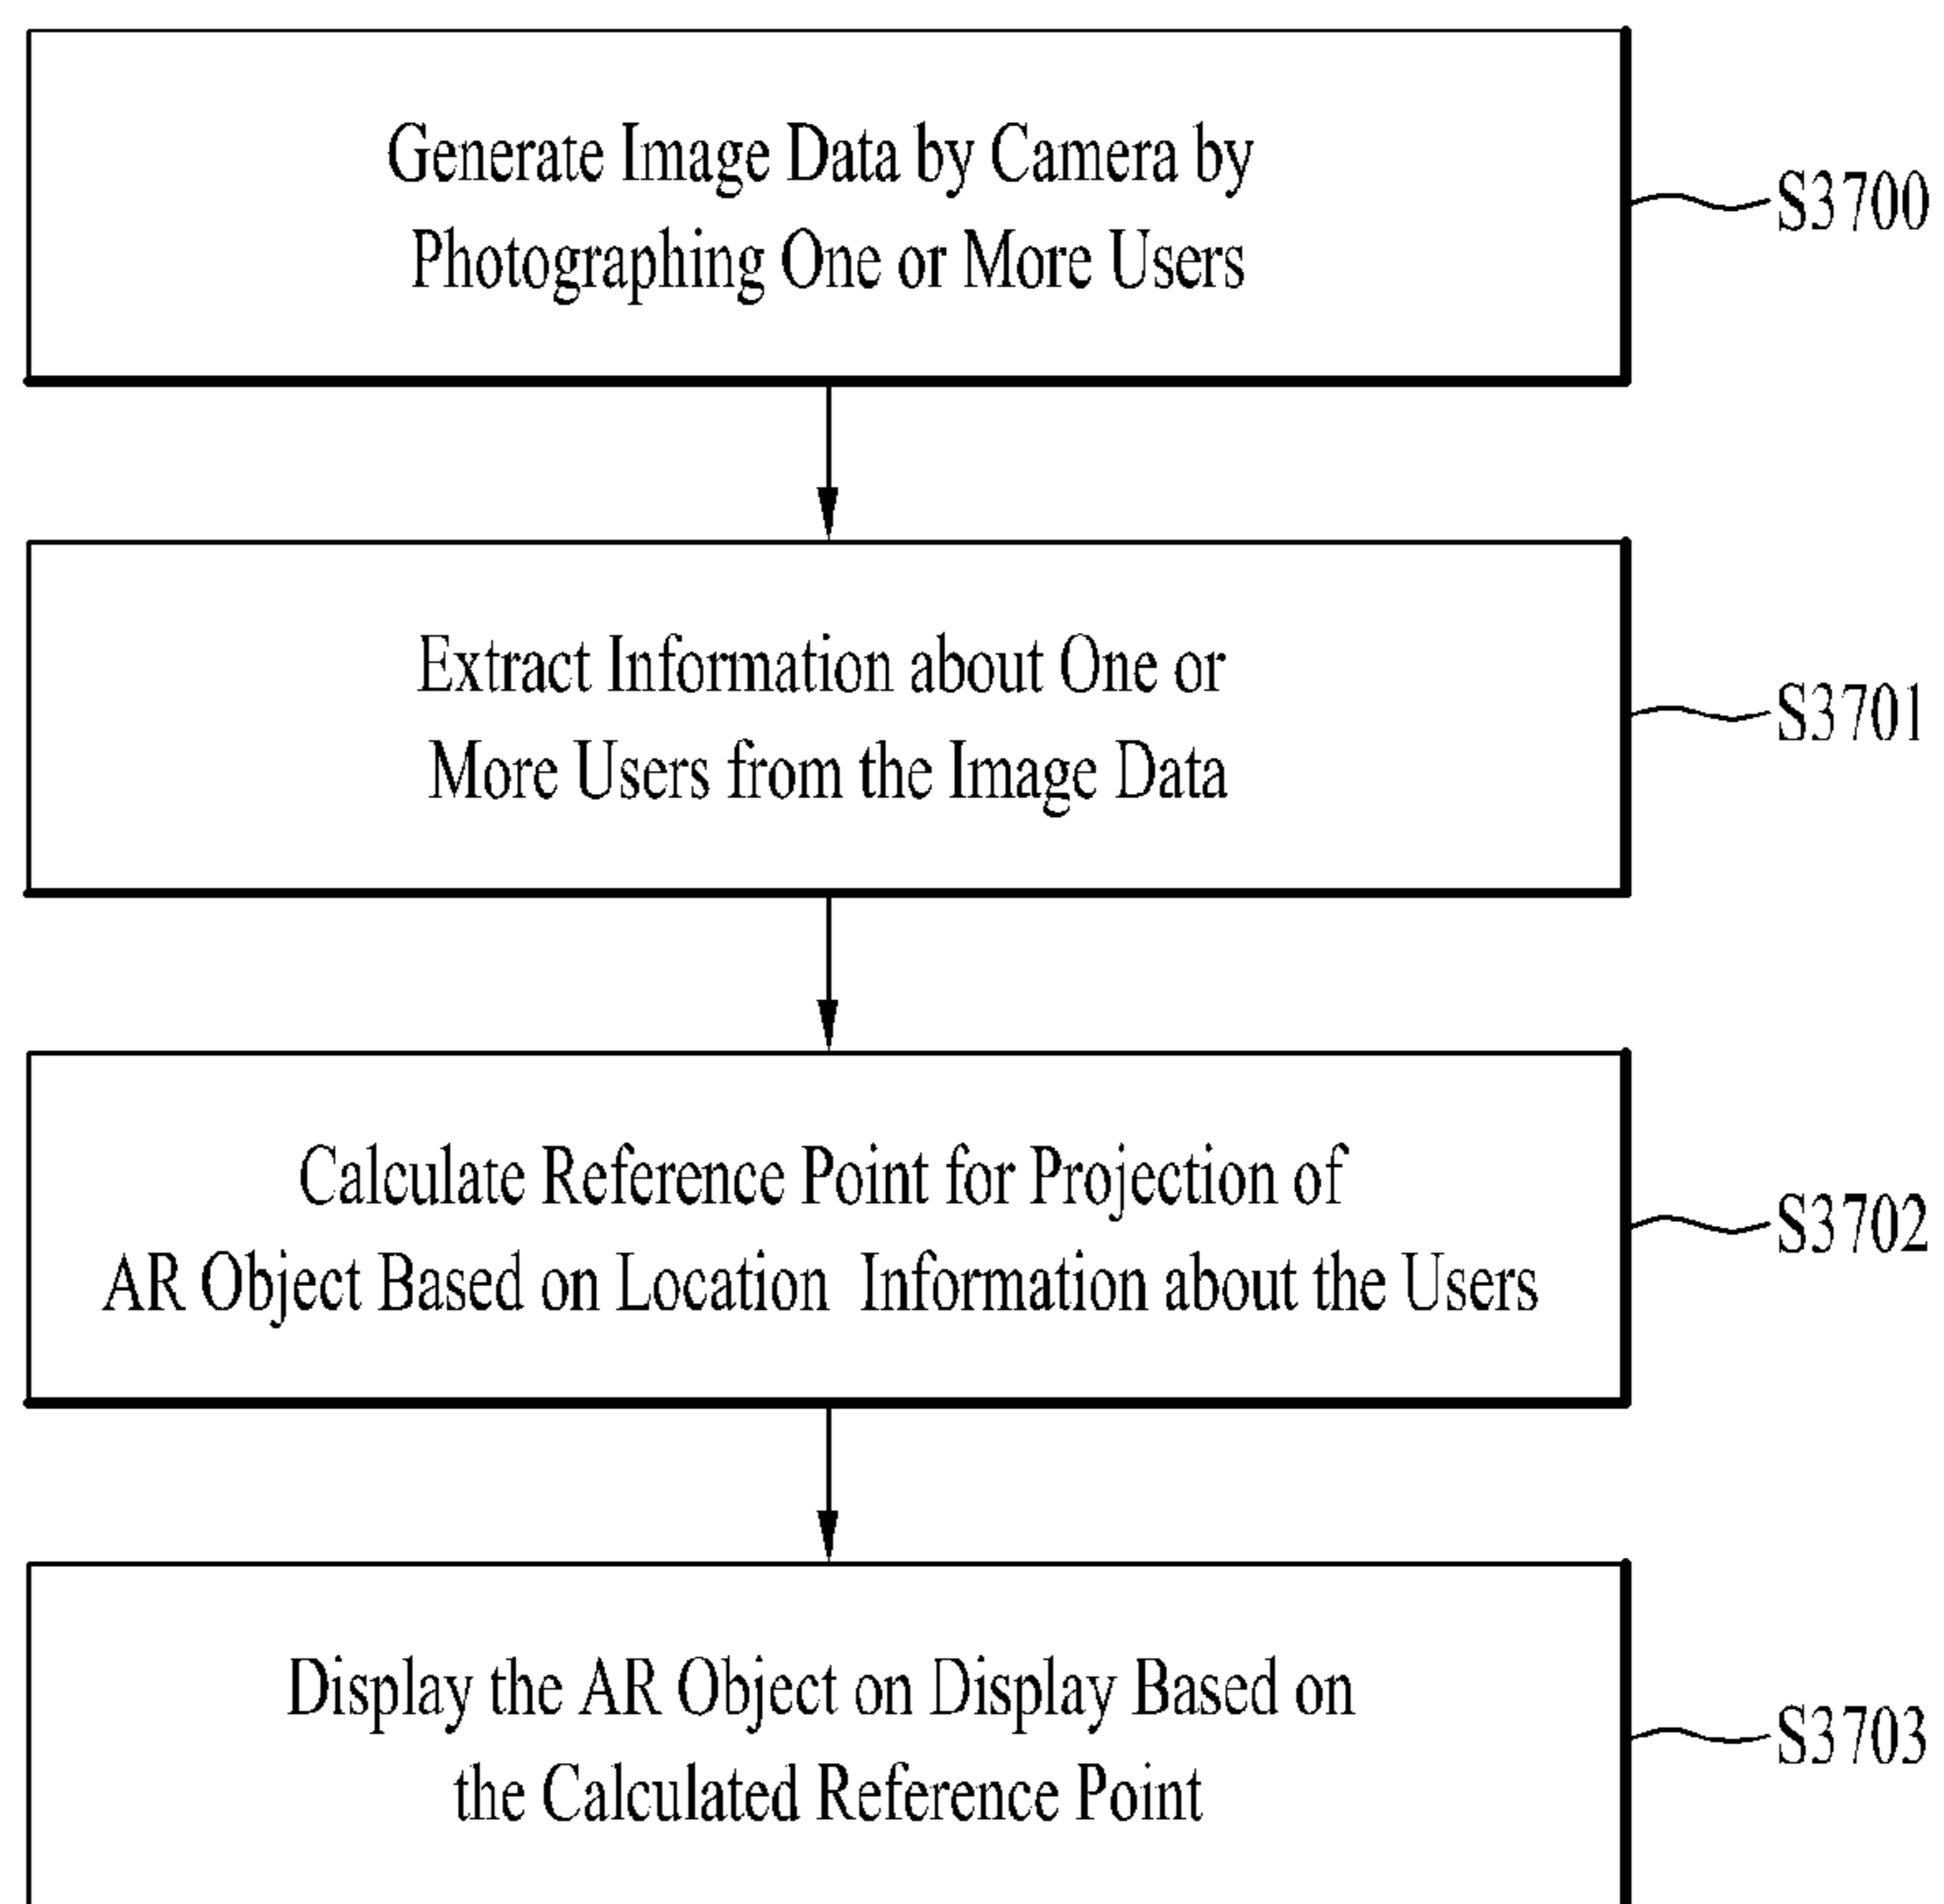 Generate Image Data by Camera by
Photographing One or More Users
S3700
Extract Information about One or
More Users from the Image Data
S3701
Calculate Reference Point for Projection of
AR Object Based on Location Information about the Users
S3702
Display the AR Object on Display Based on
the Calculated Reference Point
S3703